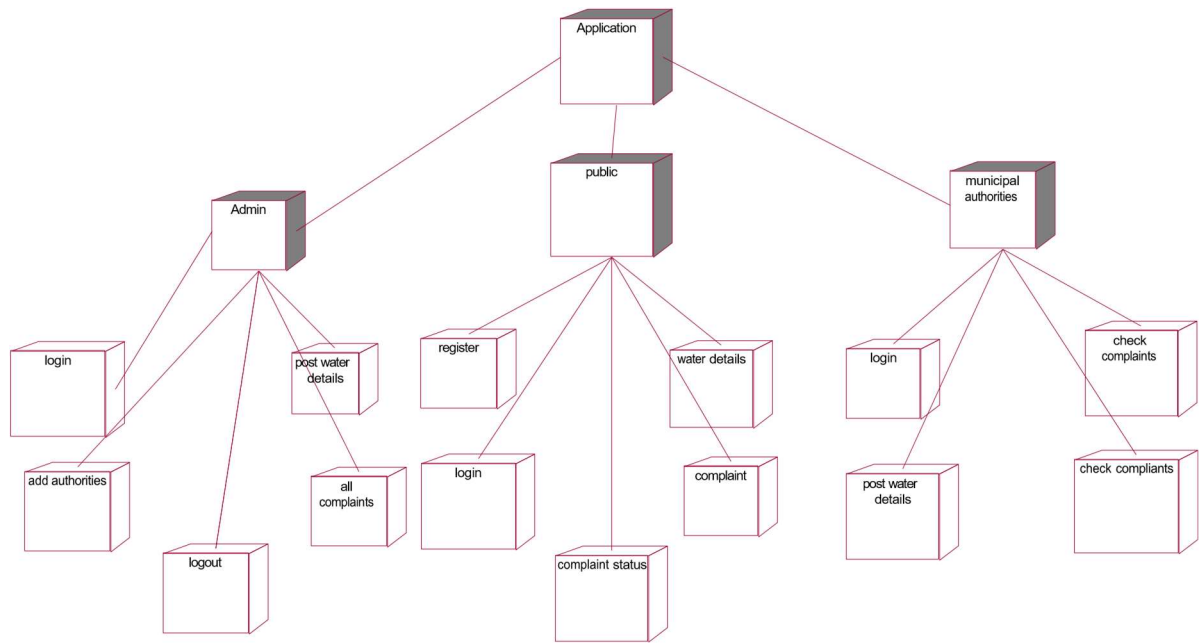 Application
public
municipal
authorities
Admin
login
post water
details
register
water details
login
check
complaints
add authorities
all
complaints
login
complaint
post water
details
check compliants
logout
complaint status